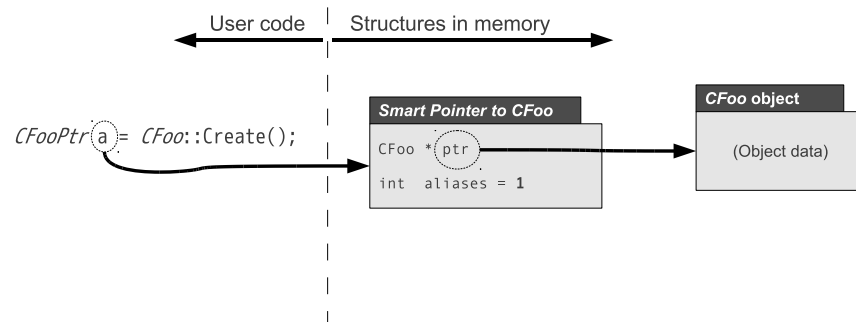 User code
Structures in memory
CFooPtr a = CFoo::Create();
Smart Pointer to CFoo
CFoo * ptr
int aliases = 1
CFoo object
(Object data)